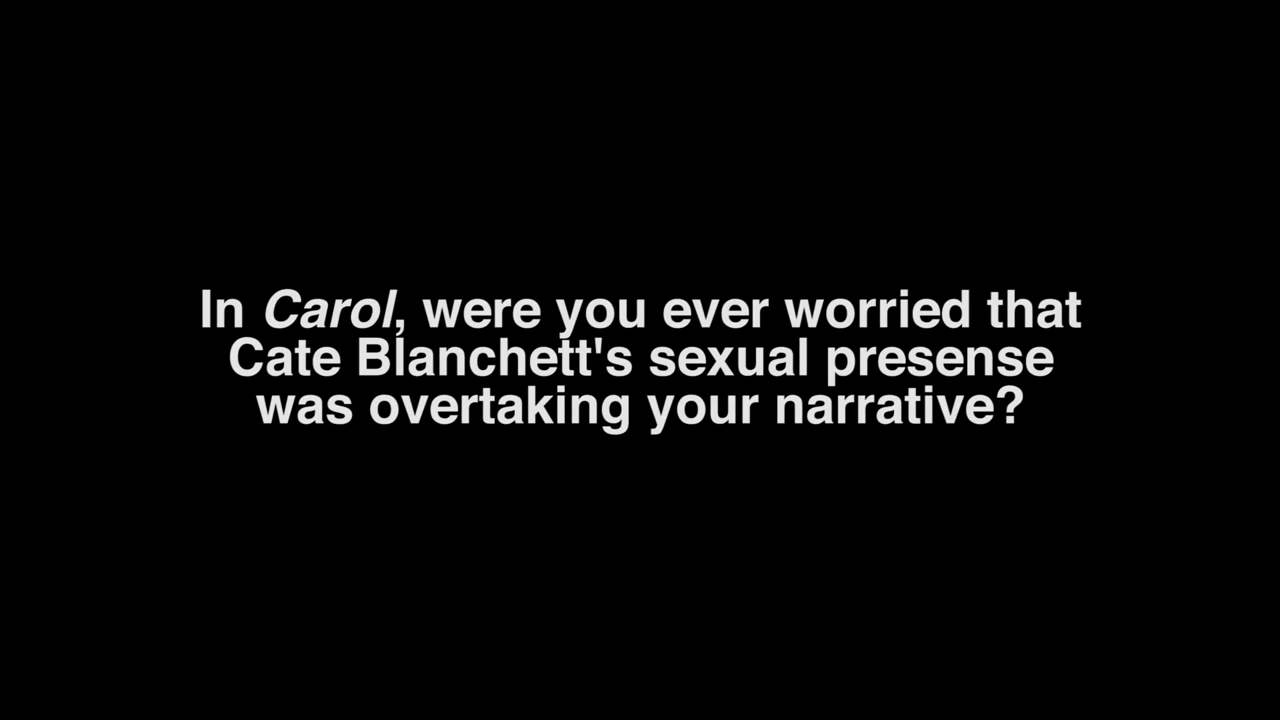 In Carol, were you ever worried that
Cate Blanchett's sexual presense
was overtaking your narrative?